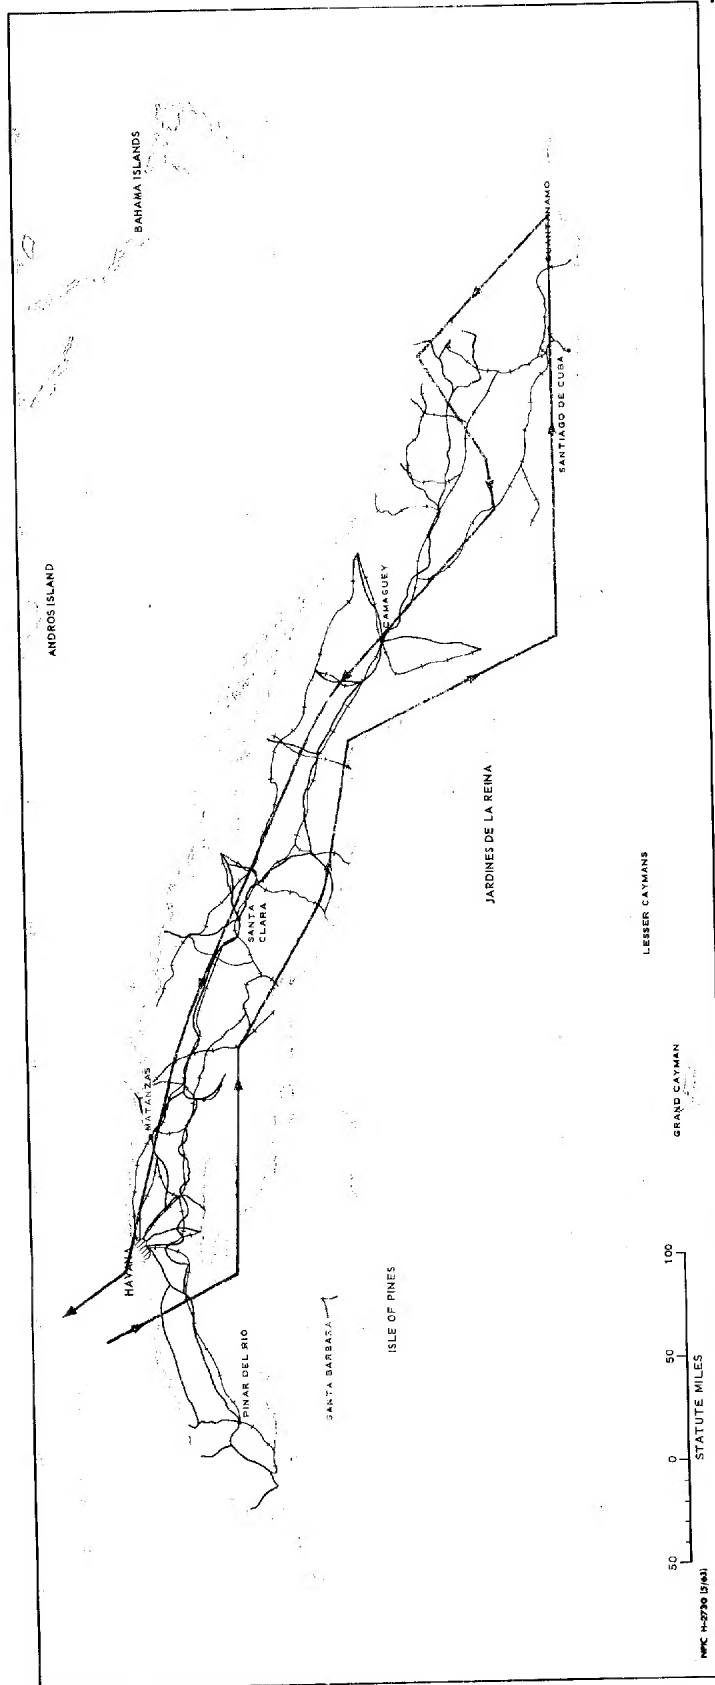 BAHAMA ISLANDS
ANDROS ISLAND
HAVANA
MATANZAS
SANTA
CLARA
CAMAGUEY
GUANTANAMO
SANTIAGO DE CUBA
PINAR DEL RIO
SANTA BARBARA
ISLE OF PINES
JARDINES DE LA REINA
LESSER CAYMANS
GRAND CAYMAN
50 0 50 100
STATUTE MILES
NPIC H-2730 (5/63)